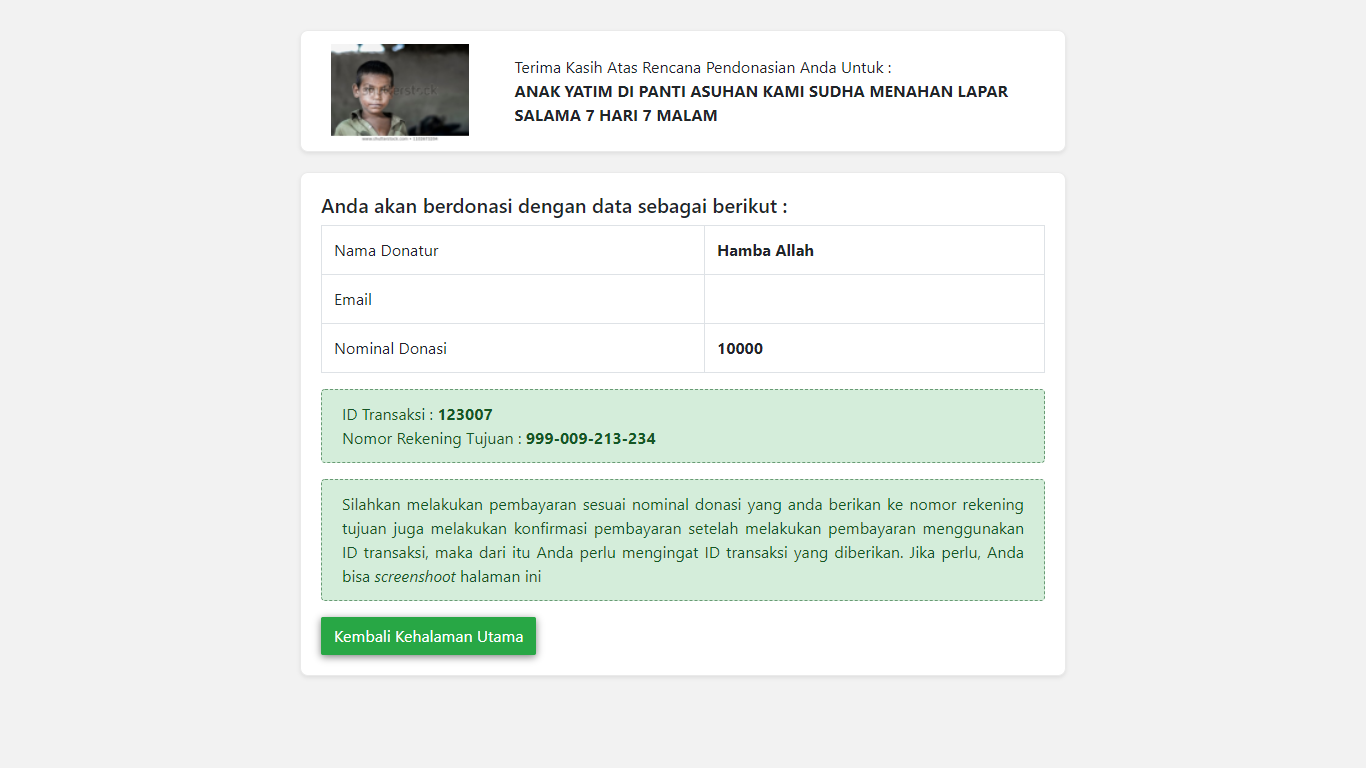 Terima Kasih Atas Rencana Pendonasian Anda Untuk :
ANAK YATIM DI PANTI ASUHAN KAMI SUDHA MENAHAN LAPAR
SALAMA 7 HARI 7 MALAM
Anda akan berdonasi dengan data sebagai berikut :
Nama Donatur Hamba Allah
Email
Nominal Donasi 10000
ID Transaksi : 123007
Nomor Rekening Tujuan : 999-009-213-234
Silahkan melakukan pembayaran sesuai nominal donasi yang anda berikan ke nomor rekening
tujuan juga melakukan konfirmasi pembayaran setelah melakukan pembayaran menggunakan
ID transaksi, maka dari itu Anda perlu mengingat ID transaksi yang diberikan. Jika perlu, Anda
bisa screenshoot halaman ini
Kembali Kehalaman Utama